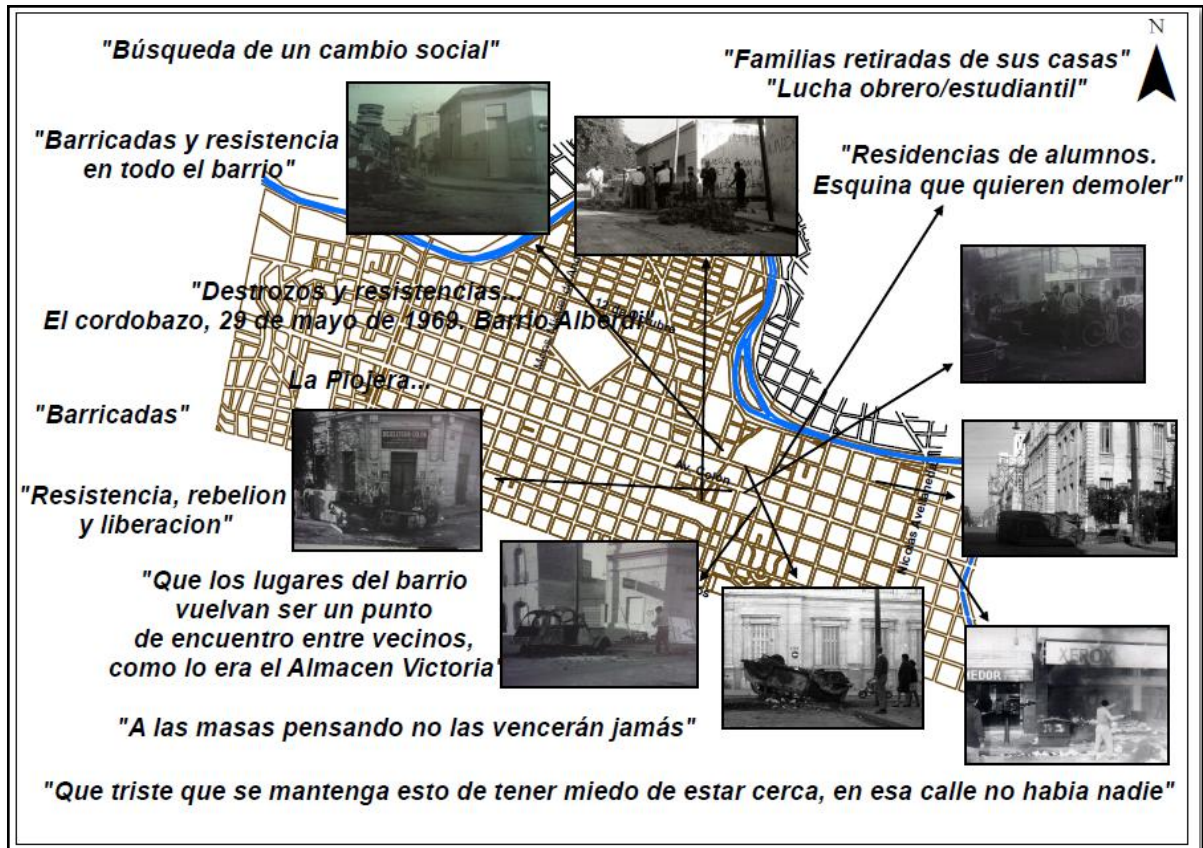 "Búsqueda de un cambio social"
N
"Familias retiradas de sus casas"
"Lucha obrero/estudiantil"
"Barricadas y resistencia
en todo el barrio"
"Residencias de alumnos.
Esquina que quieren demoler"
"Destrozos y resistencias...
El cordobazo, 29 de mayo de 1969. Barrio Alberdi"
La Piojera...
"Barricadas"
Av. Colón
Nicolas Avellaneda
"Resistencia, rebelion
y liberacion"
"Que los lugares del barrio
vuelvan ser un punto
de encuentro entre vecinos,
como lo era el Almacen Victoria"
XEROX
"A las masas pensando no las vencerán jamás"
"Que triste que se mantenga esto de tener miedo de estar cerca, en esa calle no habia nadie"